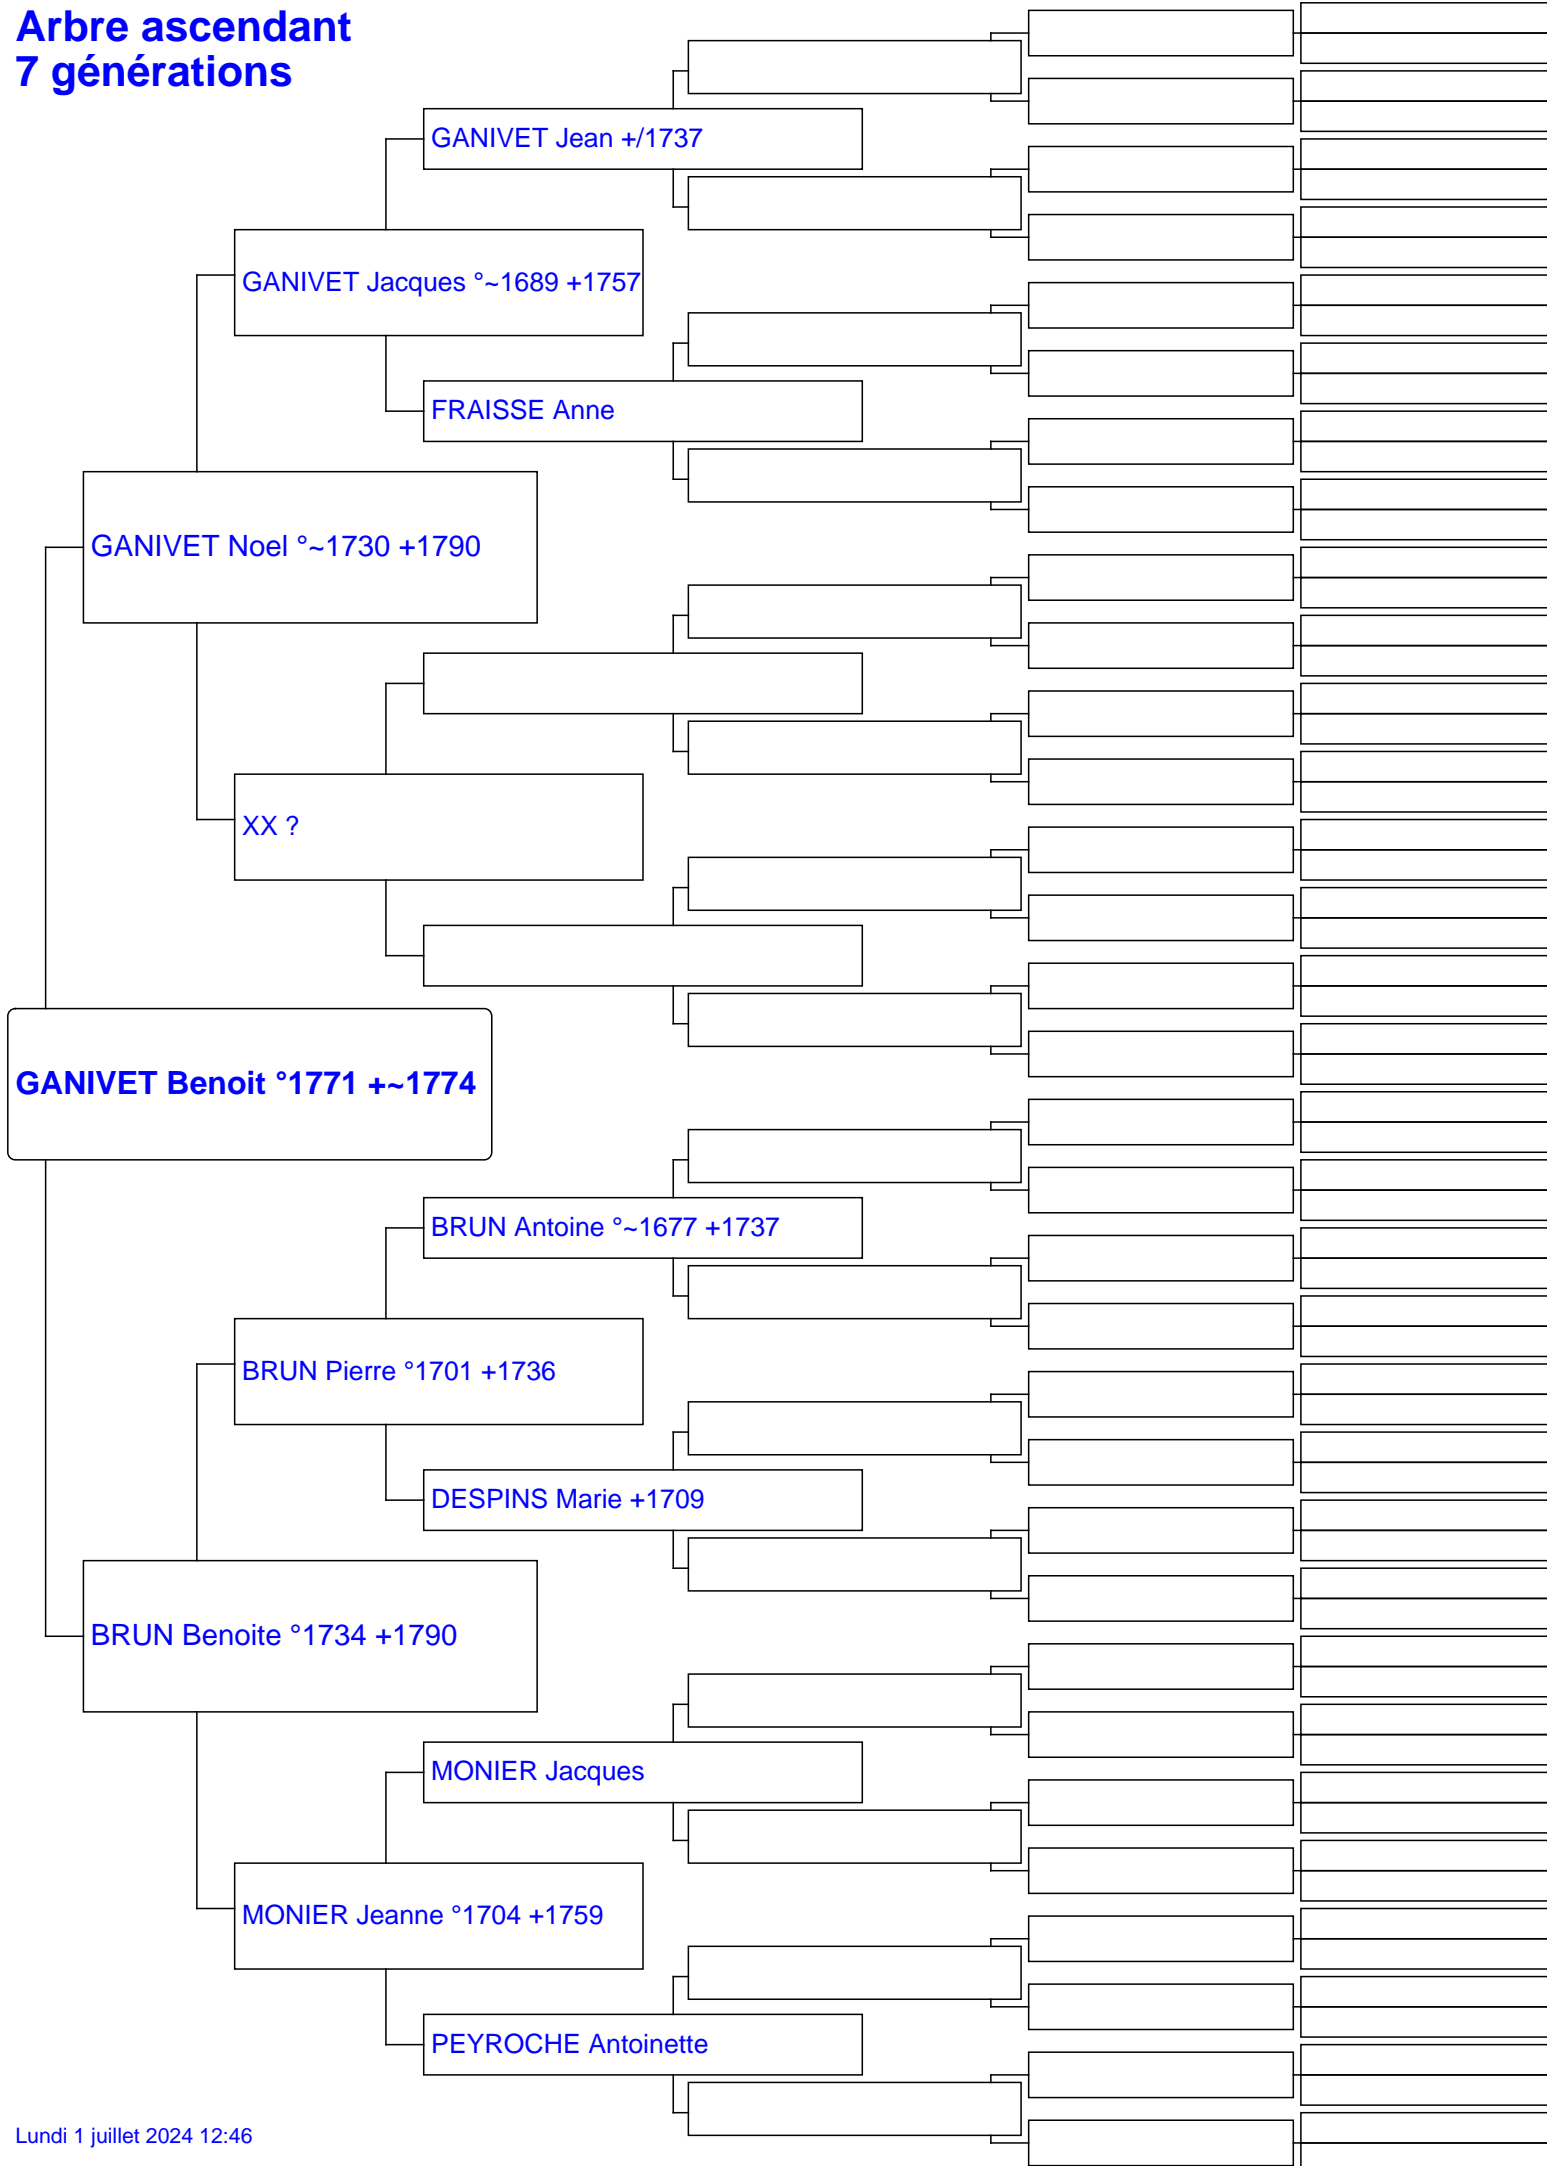 Arbre ascendant
7 générations
GANIVET Jean +/1737
GANIVET Jacques °~1689 +1757
FRAISSE Anne
GANIVET Noel °~1730 +1790
XX ?
GANIVET Benoit °1771 +~1774
BRUN Antoine °~1677 +1737
BRUN Pierre °1701 +1736
DESPINS Marie +1709
BRUN Benoite °1734 +1790
MONIER Jacques
MONIER Jeanne °1704 +1759
PEYROCHE Antoinette
Lundi 1 juillet 2024 12:46